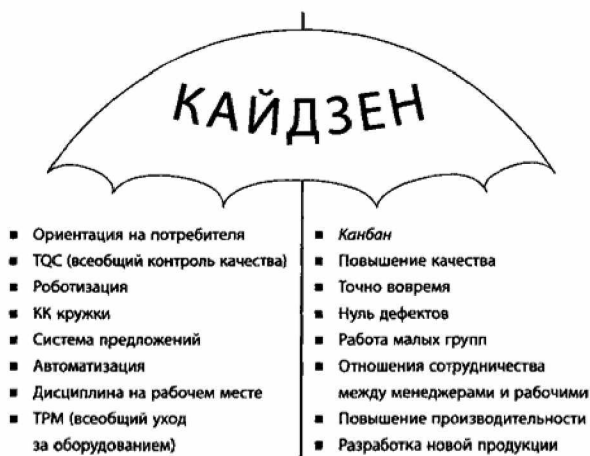 КАЙДЗЕН
▪ Ориентация на потребителя
▪ TQC (всеобщий контроль качества)
▪ Роботизация
▪ КК кружки
▪ Система предложений
▪ Автоматизация
▪ Дисциплина на рабочем месте
▪ ТРМ (всеобщий уход
за оборудованием)
▪ Канбан
▪ Повышение качества
▪ Точно вовремя
▪ Нуль дефектов
▪ Работа малых групп
▪ Отношения сотрудничества
между менеджерами и рабочими
▪ Повышение производительности
▪ Разработка новой продукции